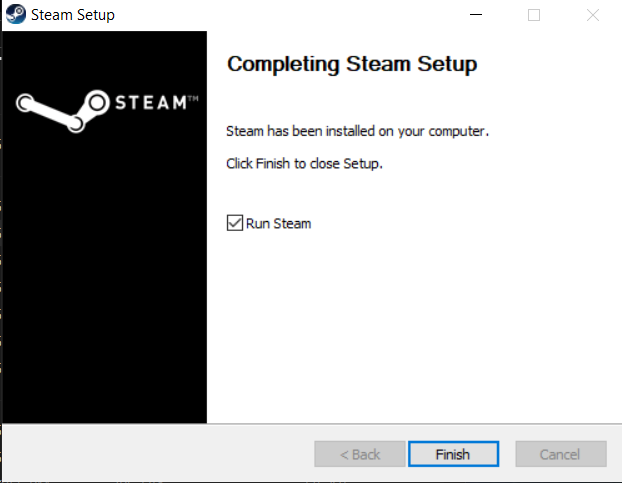 Steam Setup
STEAM™
Completing Steam Setup
Steam has been installed on your computer.
Click Finish to close Setup.
Run Steam
< Back
Finish
Cancel